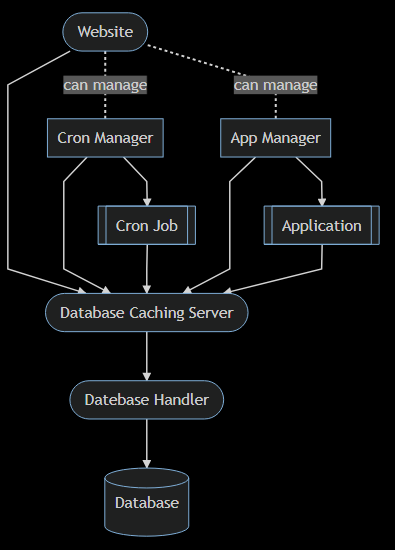 Website
can manage
can manage
Cron Manager
App Manager
Cron Job
Application
Database Caching Server
Datebase Handler
Database